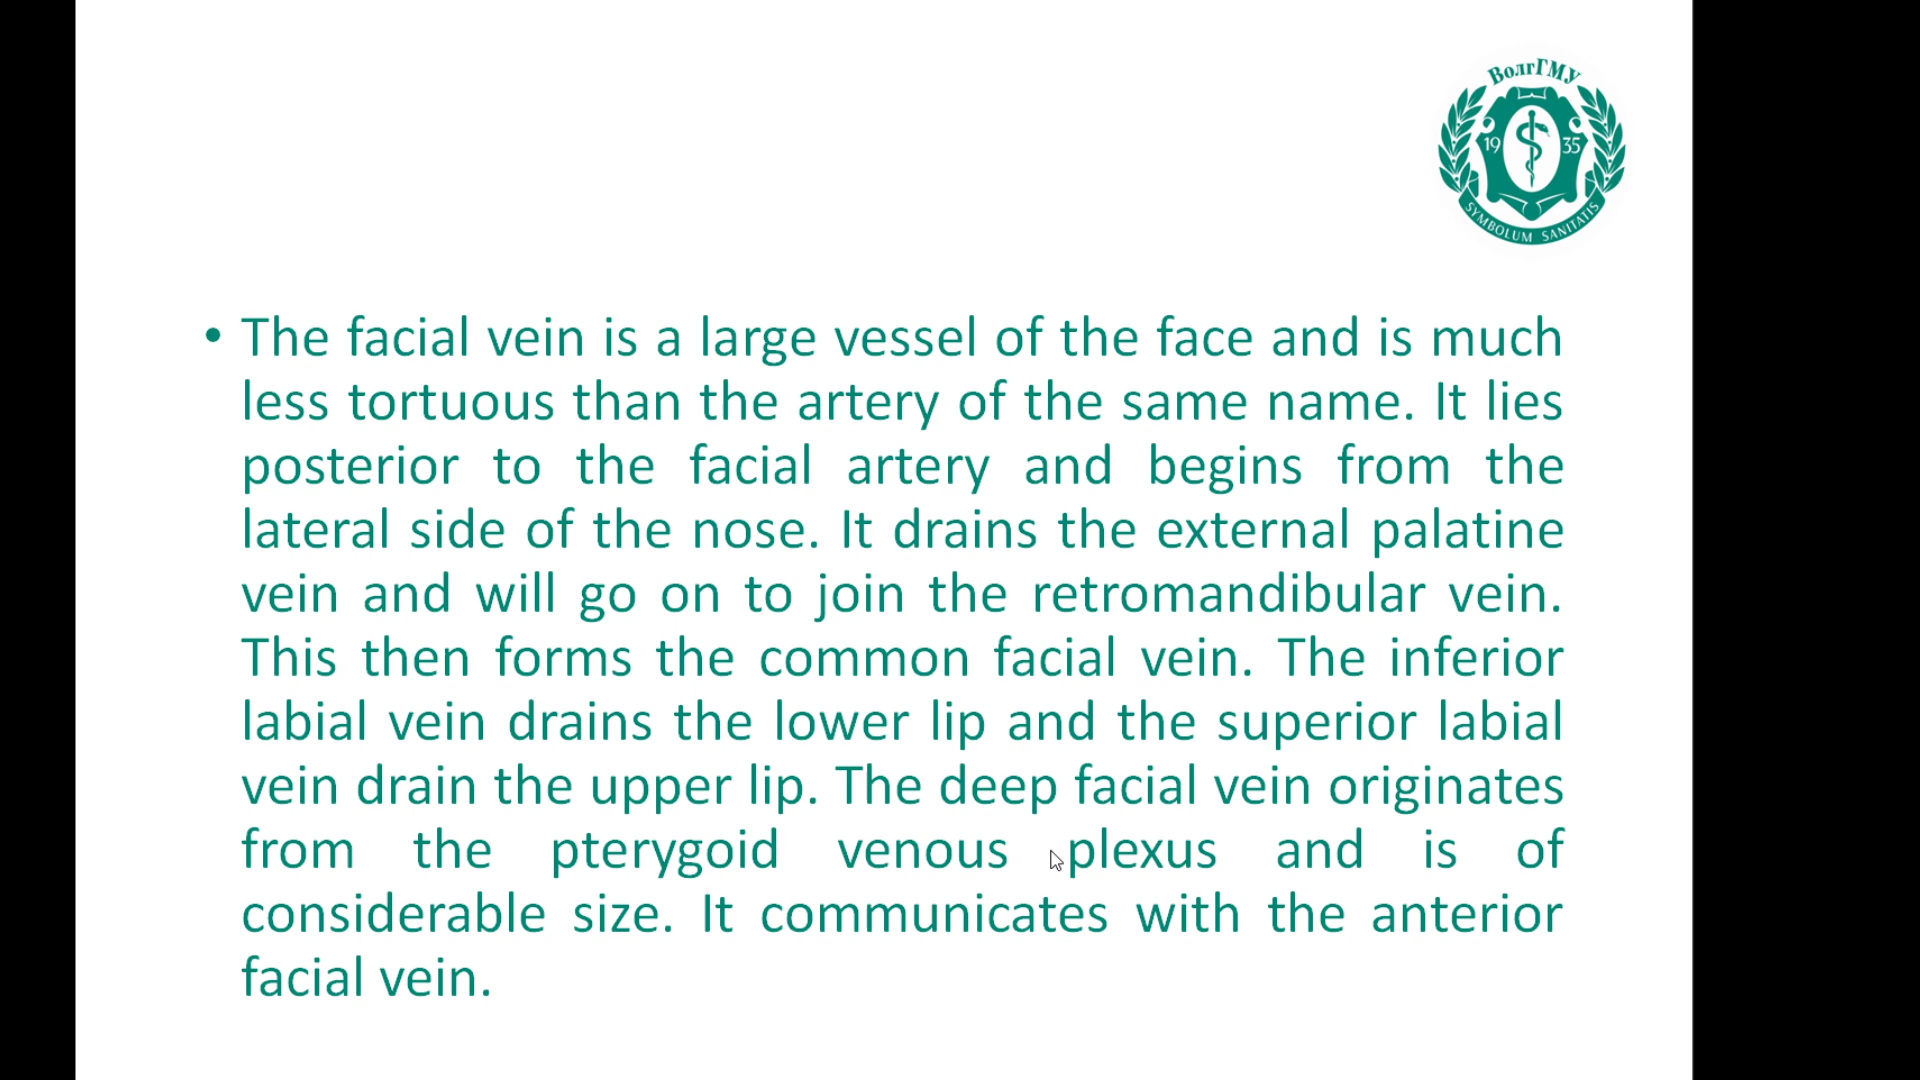 ВолгГМУ
19 35
SYMBOLUM SANITATIS
• The facial vein is a large vessel of the face and is much
less tortuous than the artery of the same name. It lies
posterior to the facial artery and begins from the
lateral side of the nose. It drains the external palatine
vein and will go on to join the retromandibular vein.
This then forms the common facial vein. The inferior
labial vein drains the lower lip and the superior labial
vein drain the upper lip. The deep facial vein originates
from the pterygoid venous plexus and is of
considerable size. It communicates with the anterior
facial vein.